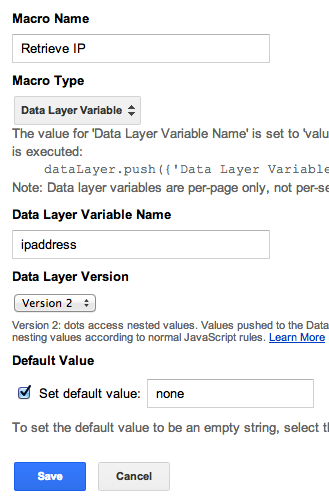 Macro Name
Retrieve IP
Macro Type
Data Layer Variable
The value for 'Data Layer Variable Name' is set to 'valu
is executed:
dataLayer.push({'Data Layer Variable
Note: Data layer variables are per-page only, not per-se
Data Layer Variable Name
ipaddress
Data Layer Version
Version 2
Version 2: dots access nested values. Values pushed to the Data
nesting values according to normal JavaScript rules. Learn More
Default Value
Set default value: none
To set the default value to be an empty string, select th
Save Cancel